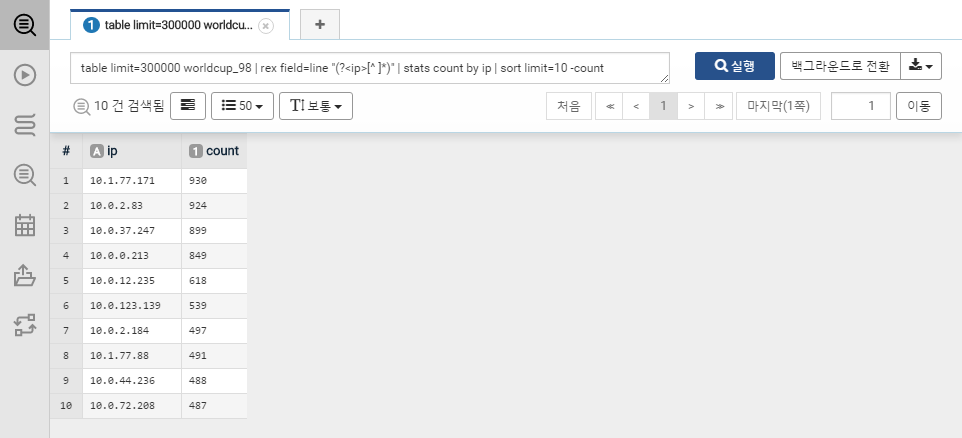 1 table limit=300000 worldcu...
table limit=300000 worldcup_98 | rex field=line "(?<ip>[^ ]*)" | stats count by ip | sort limit=10 -count
실행
백그라운드로 전환
10 건 검색됨
50
T 보통
처음
1
마지막(1쪽)
1
이동
# A ip 1 count
1 10.1.77.171 930
2 10.0.2.83 924
3 10.0.37.247 899
4 10.0.0.213 849
5 10.0.12.235 618
6 10.0.123.139 539
7 10.0.2.184 497
8 10.1.77.88 491
9 10.0.44.236 488
10 10.0.72.208 487